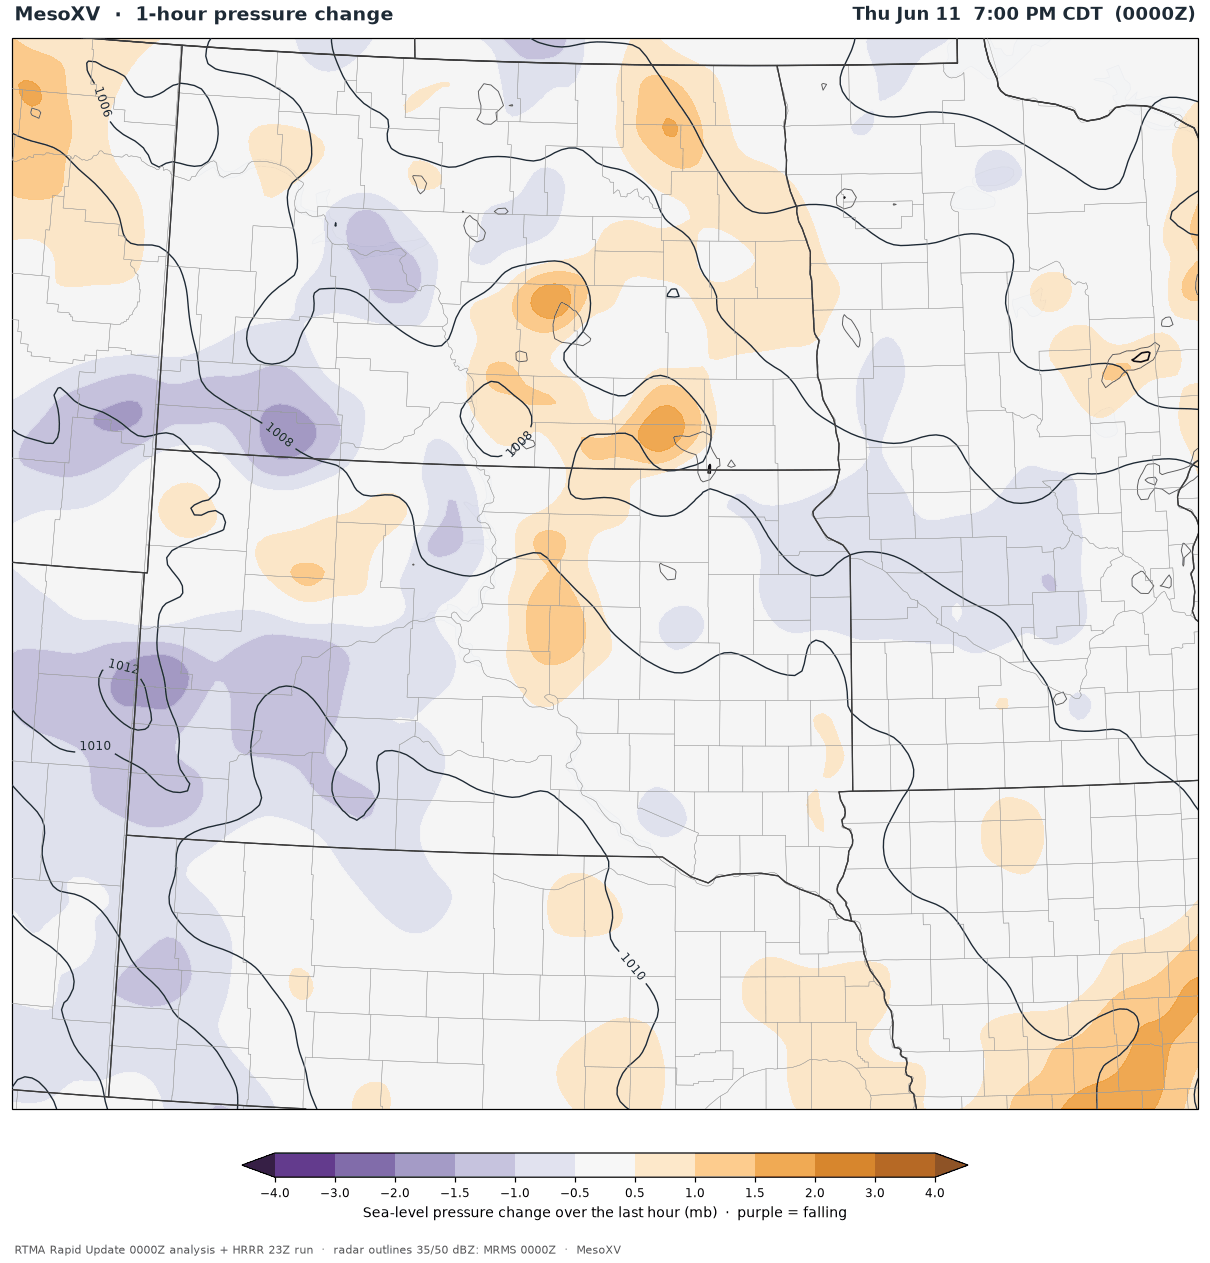 MesoXV · 1-hour pressure change
Thu Jun 11 7:00 PM CDT (0000Z)
1006
1008
1008
1012
1010
1010
−4.0 −3.0 −2.0 −1.5 −1.0 −0.5 0.5 1.0 1.5 2.0 3.0 4.0
Sea-level pressure change over the last hour (mb) · purple = falling
RTMA Rapid Update 0000Z analysis + HRRR 23Z run · radar outlines 35/50 dBZ: MRMS 0000Z · MesoXV